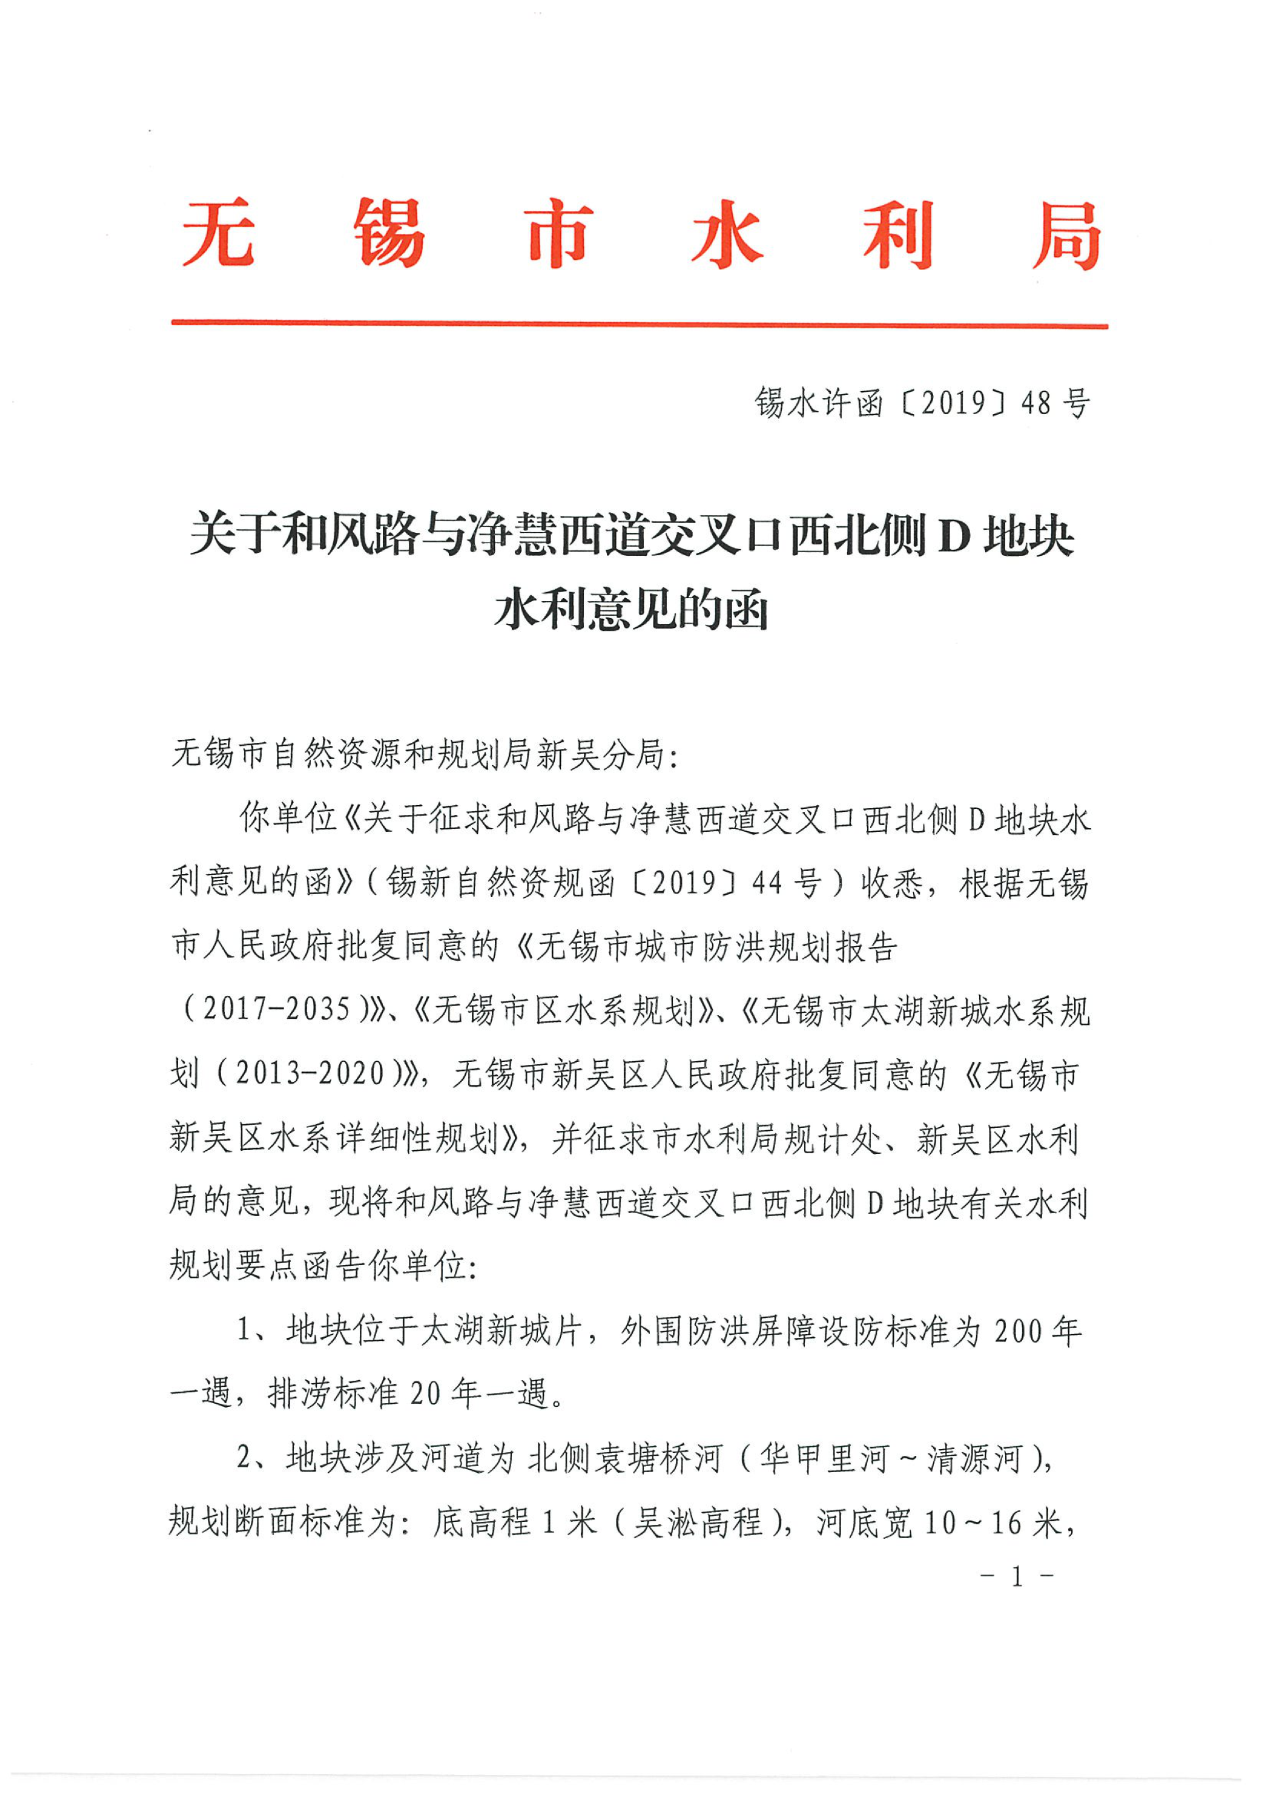 无锡市水利局
锡水许函〔2019〕48号
关于和风路与净慧西道交叉口西北侧D地块
水利意见的函
无锡市自然资源和规划局新吴分局：
你单位《关于征求和风路与净慧西道交叉口西北侧D地块水
利意见的函》（锡新自然资规函〔2019〕44号）收悉，根据无锡
市人民政府批复同意的《无锡市城市防洪规划报告
（2017-2035）》、《无锡市区水系规划》、《无锡市太湖新城水系规
划（2013-2020）》，无锡市新吴区人民政府批复同意的《无锡市
新吴区水系详细性规划》，并征求市水利局规计处、新吴区水利
局的意见，现将和风路与净慧西道交叉口西北侧D地块有关水利
规划要点函告你单位：
1、地块位于太湖新城片，外围防洪屏障设防标准为200年
一遇，排涝标准20年一遇。
2、地块涉及河道为 北侧袁塘桥河（华甲里河~清源河），
规划断面标准为：底高程1米（吴淞高程），河底宽10~16米，
- 1 -